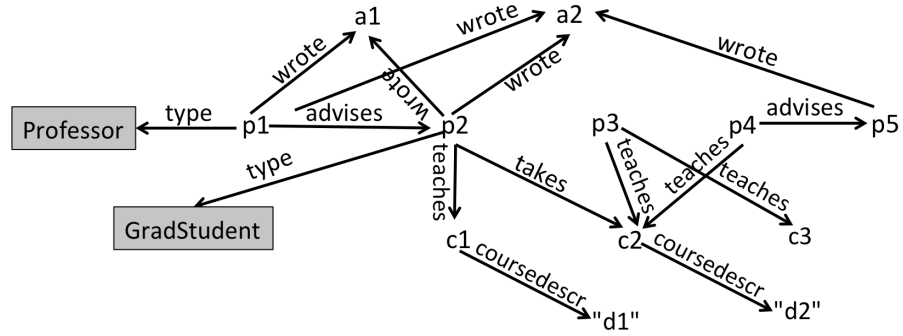 a1
a2
wrote
wrote
wrote
wrote
wrote
Professor
type
p1
advises
p2
p3
p4
advises
p5
type
teaches
takes
teaches
teaches
teaches
GradStudent
c1
coursedescr
c2
coursedescr
c3
"d1"
"d2"